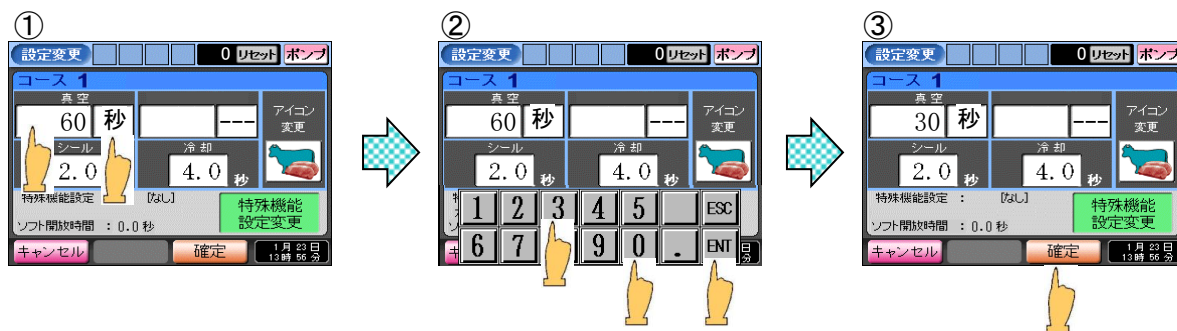 ①
設定変更 0 リセット ポンプ
コース 1
真空
60 秒 ---
アイコン
変更
シール 冷却
2.0 4.0 秒
特殊機能設定 [なし]
特殊機能
設定変更
ソフト開放時間 : 0.0 秒
キャンセル 確定
1月 23日
13時 56分
②
設定変更 0 リセット ポンプ
コース 1
真空
60 秒 ---
アイコン
変更
シール 冷却
2.0 秒 4.0 秒
1 2 3 4 5 ESC
6 7 9 0 . ENT
③
設定変更 0 リセット ポンプ
コース 1
真空
30 秒 ---
アイコン
変更
シール 冷却
2.0 秒 4.0 秒
特殊機能設定 : [なし]
特殊機能
設定変更
ソフト開放時間 : 0.0 秒
キャンセル 確定
1月 23日
13時 56分